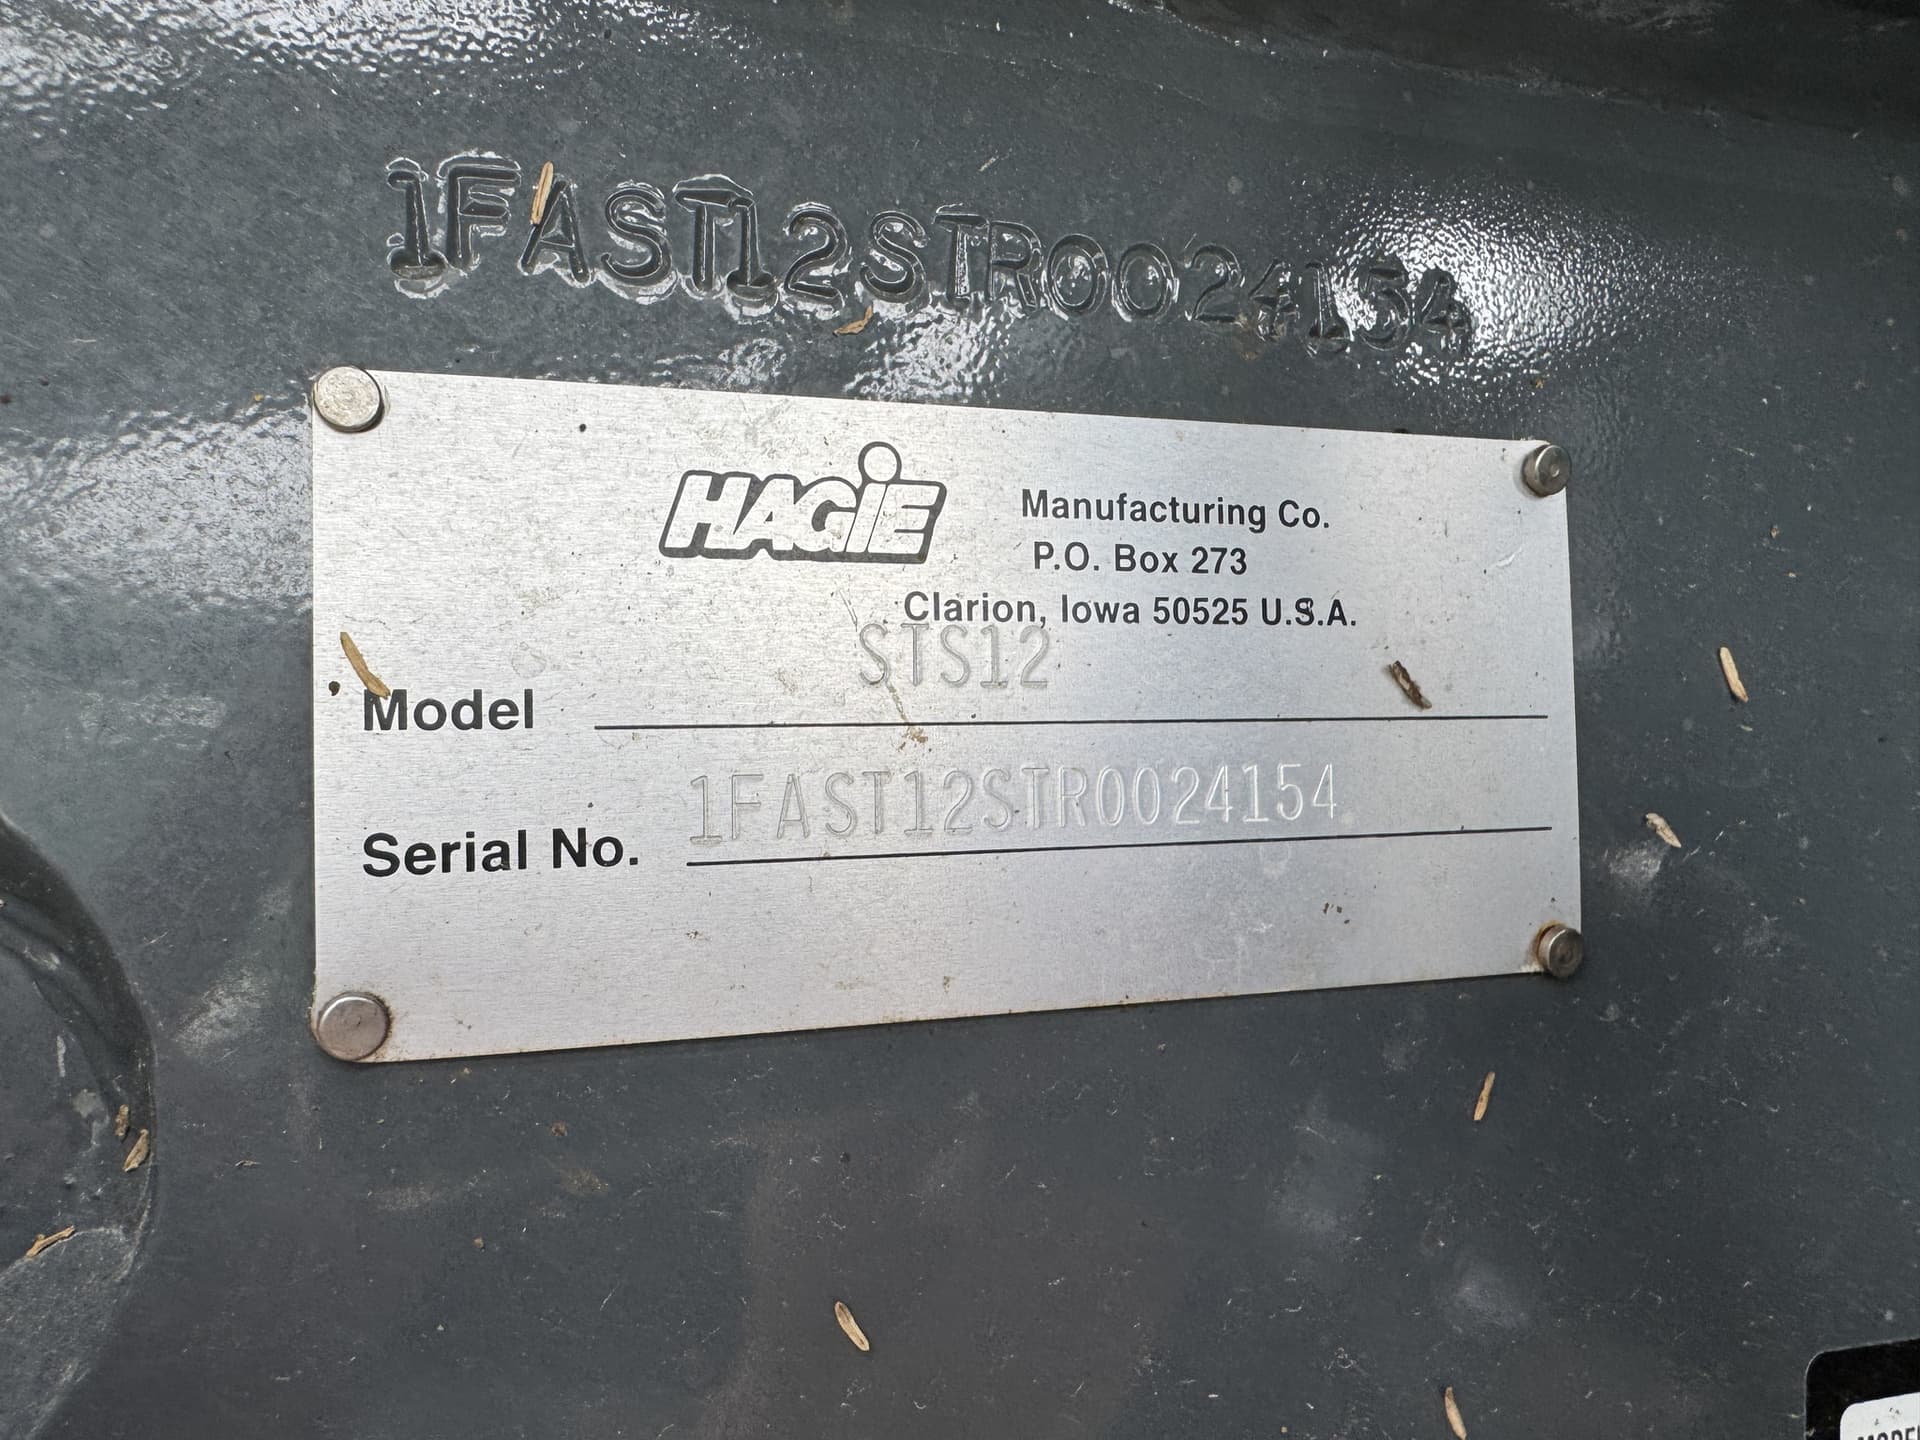 1FAST12STR0024154
HAGiE
Manufacturing Co.
P.O. Box 273
Clarion, Iowa 50525 U.S.A.
STS12
Model
1FAST12STR0024154
Serial No.